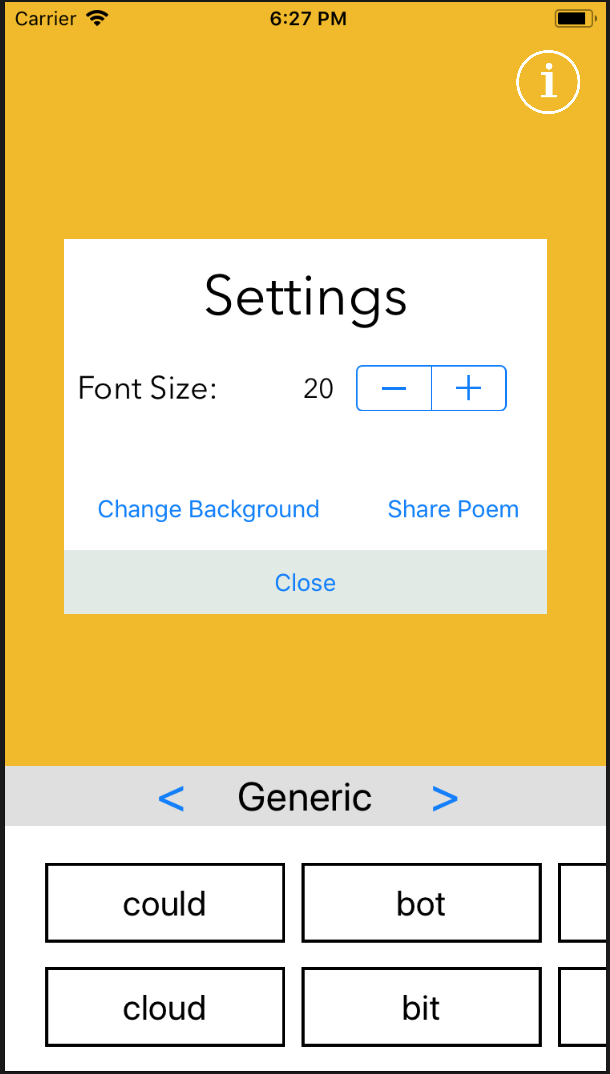 Carrier 6:27 PM
i
Settings
Font Size: 20 — +
Change Background Share Poem
Close
< Generic >
could bot
cloud bit